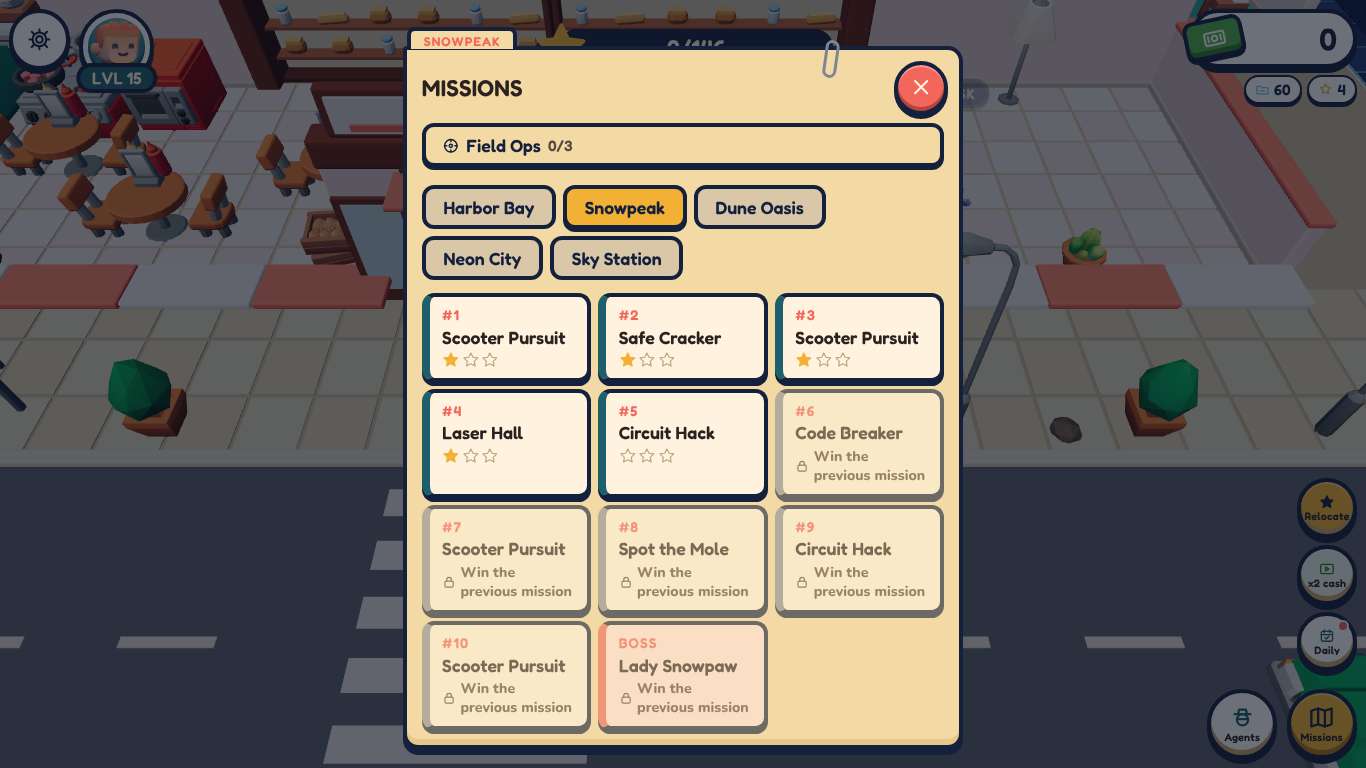 LVL 15
SNOWPEAK
0
60
4
MISSIONS
Field Ops 0/3
Harbor Bay
Snowpeak
Dune Oasis
Neon City
Sky Station
#1
Scooter Pursuit
#2
Safe Cracker
#3
Scooter Pursuit
#4
Laser Hall
#5
Circuit Hack
#6
Code Breaker
Win the
previous mission
#7
Scooter Pursuit
Win the
previous mission
#8
Spot the Mole
Win the
previous mission
#9
Circuit Hack
Win the
previous mission
#10
Scooter Pursuit
Win the
previous mission
BOSS
Lady Snowpaw
Win the
previous mission
Relocate
x2 cash
Daily
Agents
Missions